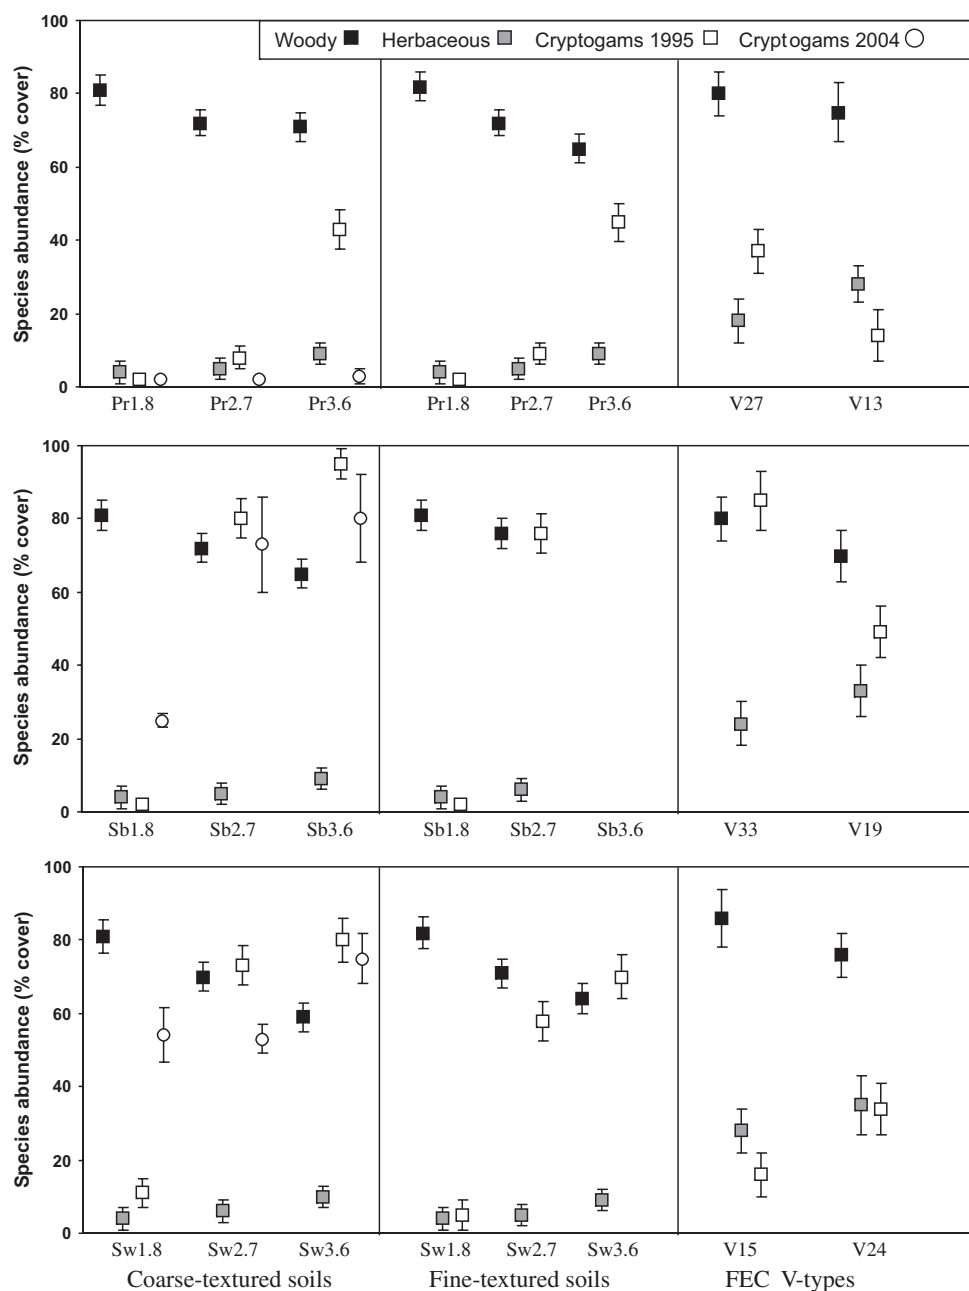 Woody Herbaceous Cryptogams 1995 Cryptogams 2004
Species abundance (% cover)
100
80
60
40
20
0
Pr1.8 Pr2.7 Pr3.6 Pr1.8 Pr2.7 Pr3.6 V27 V13
Species abundance (% cover)
100
80
60
40
20
0
Sb1.8 Sb2.7 Sb3.6 Sb1.8 Sb2.7 Sb3.6 V33 V19
Species abundance (% cover)
100
80
60
40
20
0
Sw1.8 Sw2.7 Sw3.6 Sw1.8 Sw2.7 Sw3.6 V15 V24
Coarse-textured soils Fine-textured soils FEC V-types